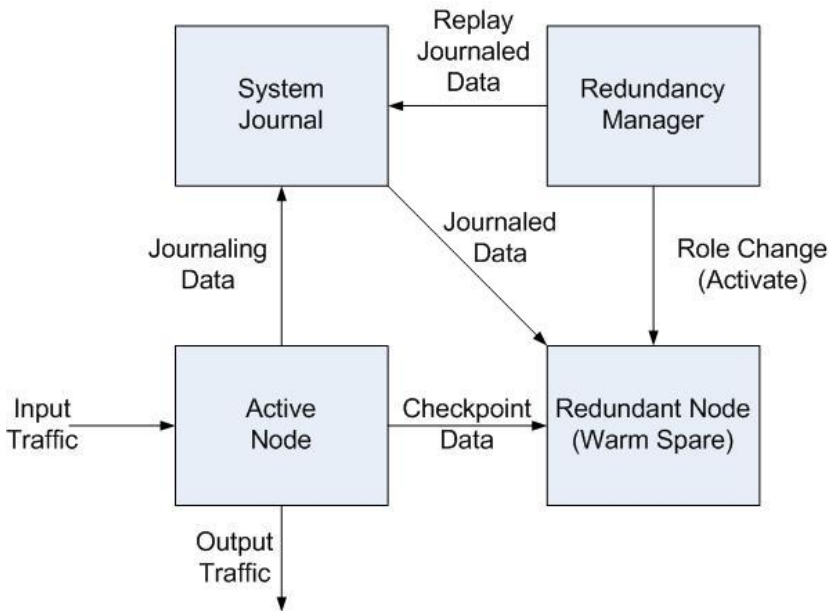 Replay
Journaled
Data
System
Journal
Redundancy
Manager
Journaling
Data
Journaled
Data
Role Change
(Activate)
Input
Traffic
Active
Node
Checkpoint
Data
Redundant Node
(Warm Spare)
Output
Traffic